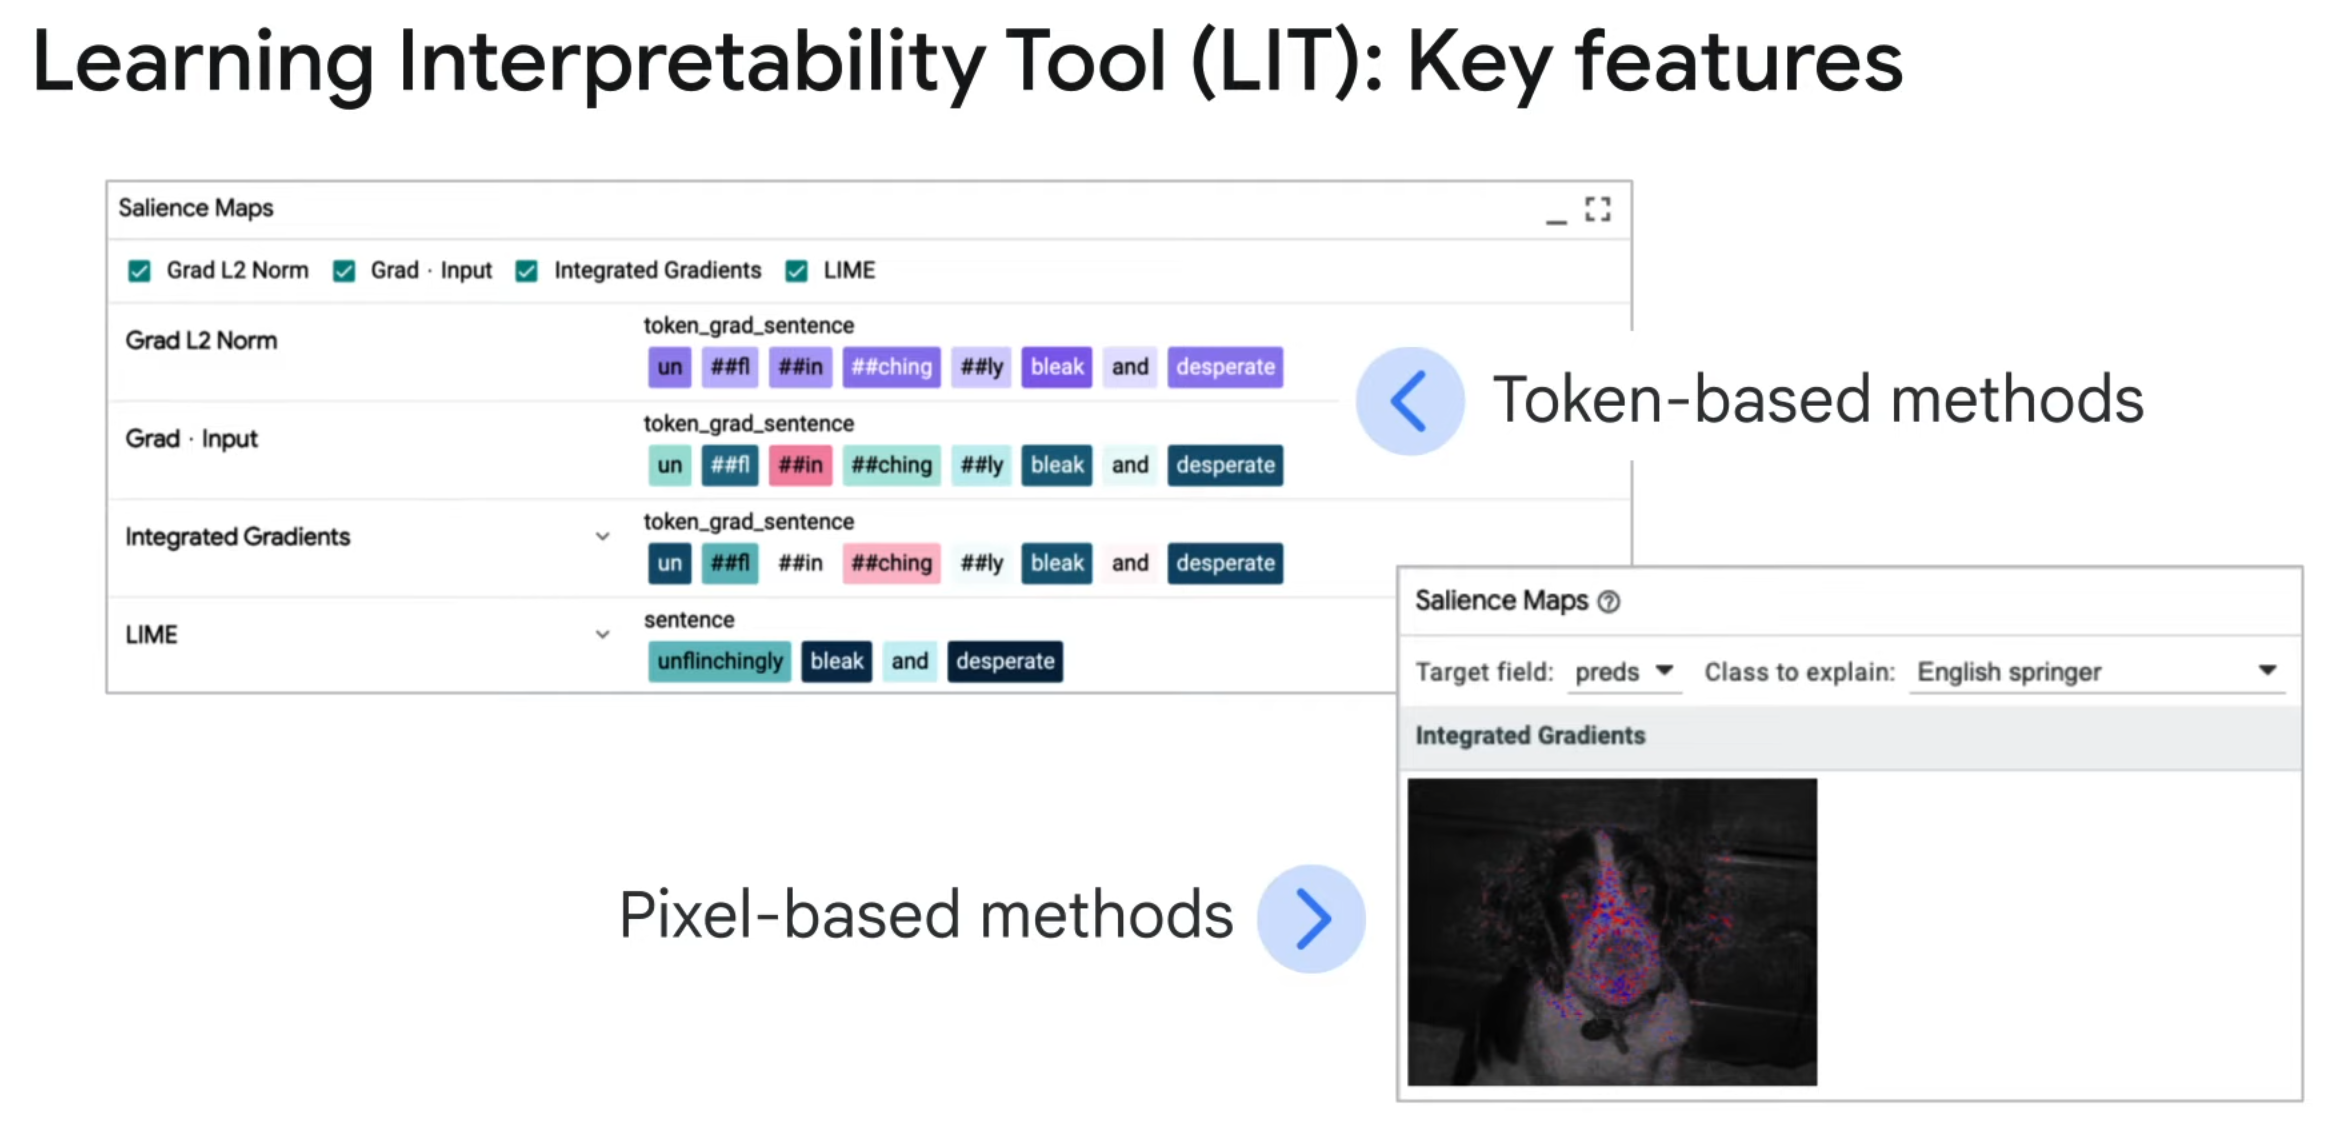 Learning Interpretability Tool (LIT): Key features
Salience Maps
Grad L2 Norm Grad · Input Integrated Gradients LIME
Grad L2 Norm
token_grad_sentence
un ##fl ##in ##ching ##ly bleak and desperate
Grad · Input
token_grad_sentence
un ##fl ##in ##ching ##ly bleak and desperate
Integrated Gradients
token_grad_sentence
un ##fl ##in ##ching ##ly bleak and desperate
LIME
sentence
unflinchingly bleak and desperate
Token-based methods
Pixel-based methods
Salience Maps ?
Target field: preds Class to explain: English springer
Integrated Gradients